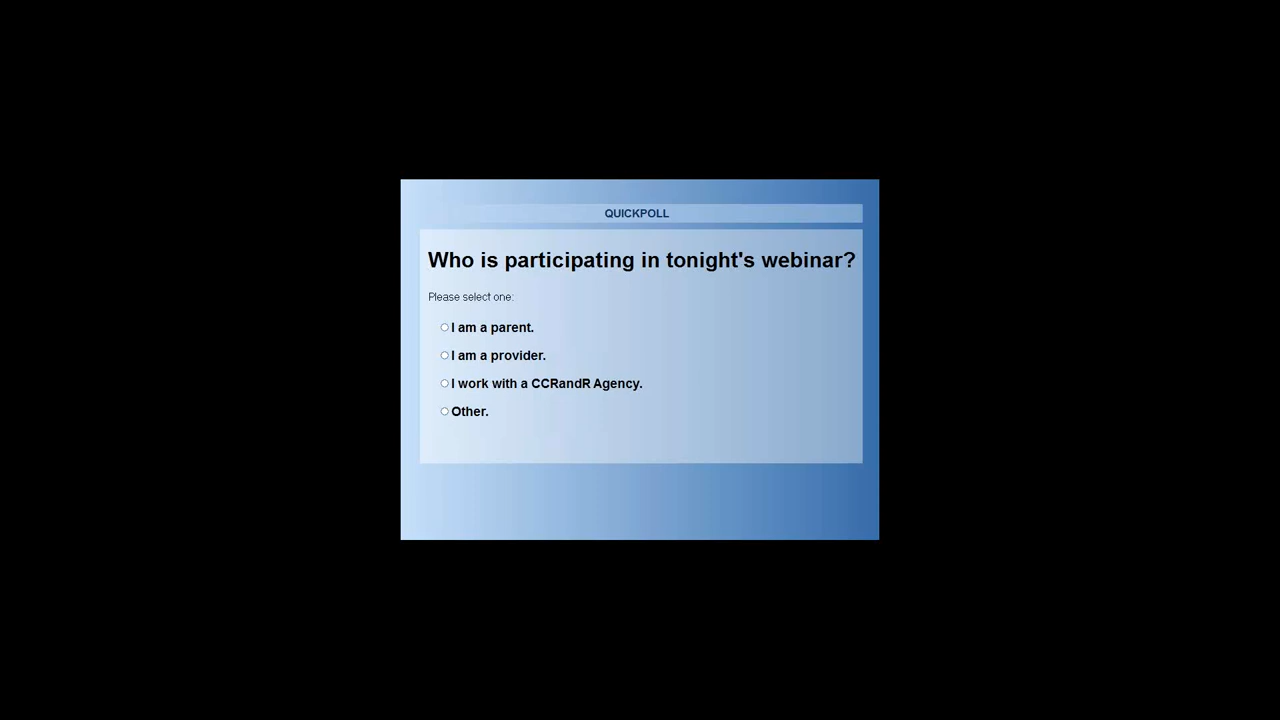 QUICKPOLL
Who is participating in tonight's webinar?
Please select one:
I am a parent.
I am a provider.
I work with a CCRandR Agency.
Other.